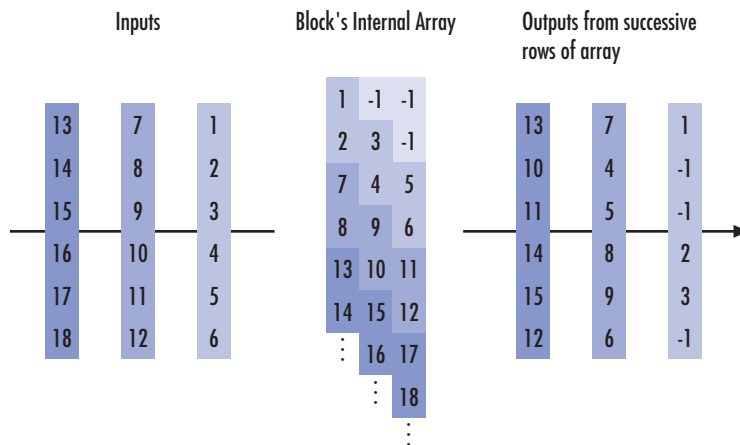 Inputs
13 7 1
14 8 2
15 9 3
16 10 4
17 11 5
18 12 6
Block's Internal Array
1 -1 -1
2 3 -1
7 4 5
8 9 6
13 10 11
14 15 12
⋮ 16 17
⋮ 18
⋮
Outputs from successive
rows of array
13 7 1
10 4 -1
11 5 -1
14 8 2
15 9 3
12 6 -1